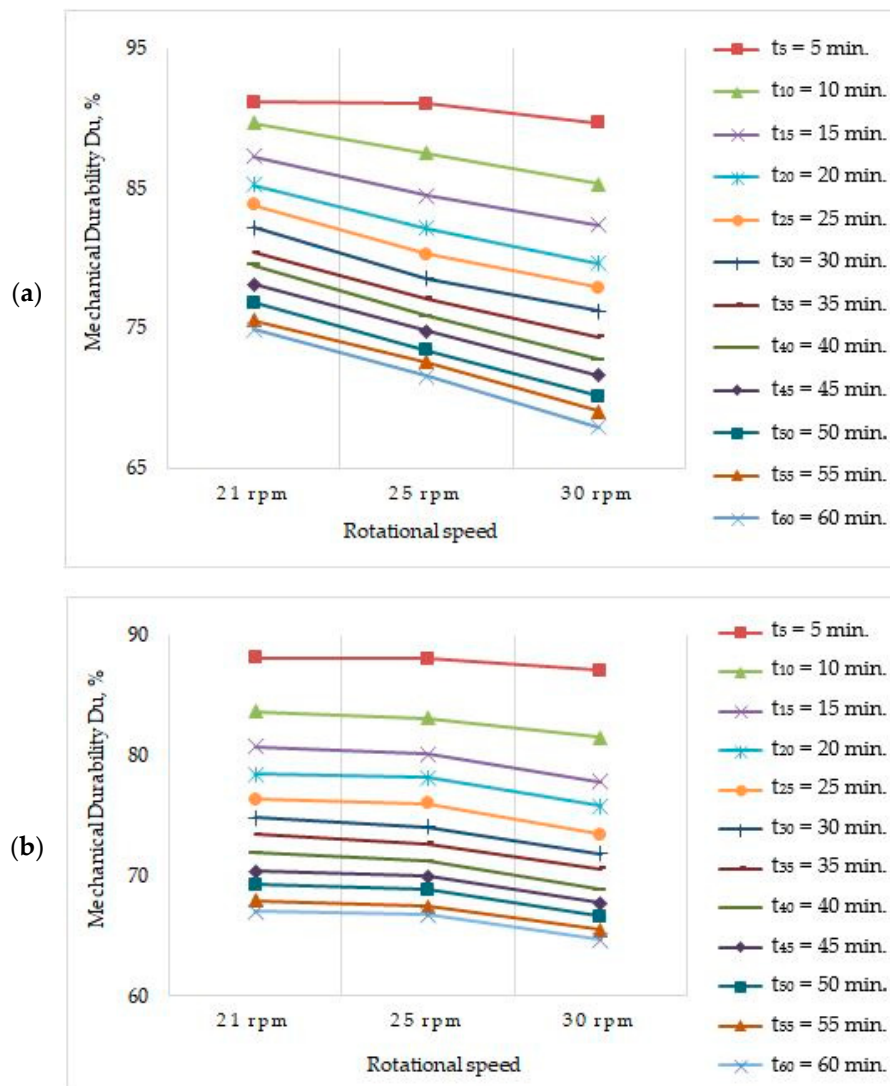 (a)
Mechanical Durability Du, %
95
85
75
65
21 rpm 25 rpm 30 rpm
Rotational speed
t5 = 5 min.
t10 = 10 min.
t15 = 15 min.
t20 = 20 min.
t25 = 25 min.
t30 = 30 min.
t35 = 35 min.
t40 = 40 min.
t45 = 45 min.
t50 = 50 min.
t55 = 55 min.
t60 = 60 min.
(b)
Mechanical Durability Du, %
90
80
70
60
21 rpm 25 rpm 30 rpm
Rotational speed
t5 = 5 min.
t10 = 10 min.
t15 = 15 min.
t20 = 20 min.
t25 = 25 min.
t30 = 30 min.
t35 = 35 min.
t40 = 40 min.
t45 = 45 min.
t50 = 50 min.
t55 = 55 min.
t60 = 60 min.